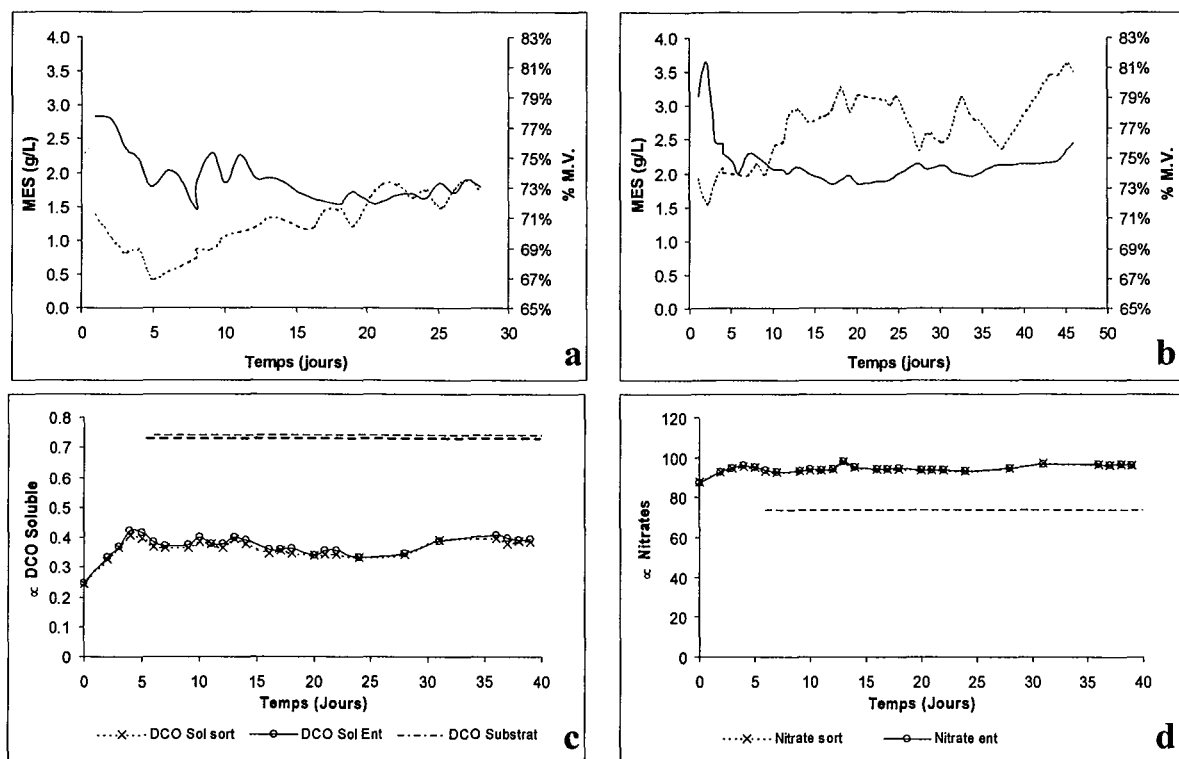 4.0
3.5
3.0
2.5
2.0
1.5
1.0
0.5
0.0
MES (g/L)
83%
81%
79%
77%
75%
73%
71%
69%
67%
65%
% M.V.
0 5 10 15 20 25 30
Temps (jours)
a
4.0
3.5
3.0
2.5
2.0
1.5
1.0
0.5
0.0
MES (g/L)
83%
81%
79%
77%
75%
73%
71%
69%
67%
65%
% M.V.
0 5 10 15 20 25 30 35 40 45 50
Temps (jours)
b
0.8
0.7
0.6
0.5
0.4
0.3
0.2
0.1
0
∝ DCO Soluble
0 5 10 15 20 25 30 35 40
Temps (Jours)
DCO Sol sort DCO Sol Ent DCO Substrat
c
120
100
80
60
40
20
0
∝ Nitrates
0 5 10 15 20 25 30 35 40
Temps (Jours)
Nitrate sort Nitrate ent
d